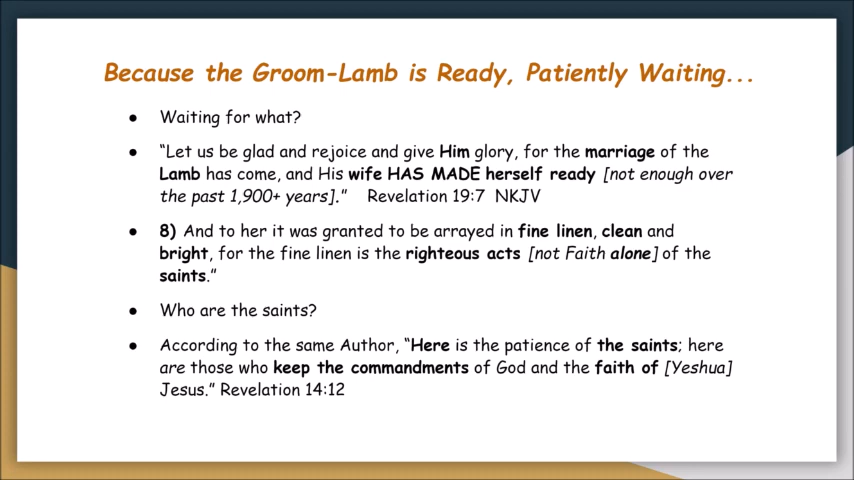 Because the Groom-Lamb is Ready, Patiently Waiting...
● Waiting for what?
● “Let us be glad and rejoice and give Him glory, for the marriage of the
Lamb has come, and His wife HAS MADE herself ready [not enough over
the past 1,900+ years].” Revelation 19:7 NKJV
● 8) And to her it was granted to be arrayed in fine linen, clean and
bright, for the fine linen is the righteous acts [not Faith alone] of the
saints.”
● Who are the saints?
● According to the same Author, “Here is the patience of the saints; here
are those who keep the commandments of God and the faith of [Yeshua]
Jesus.” Revelation 14:12